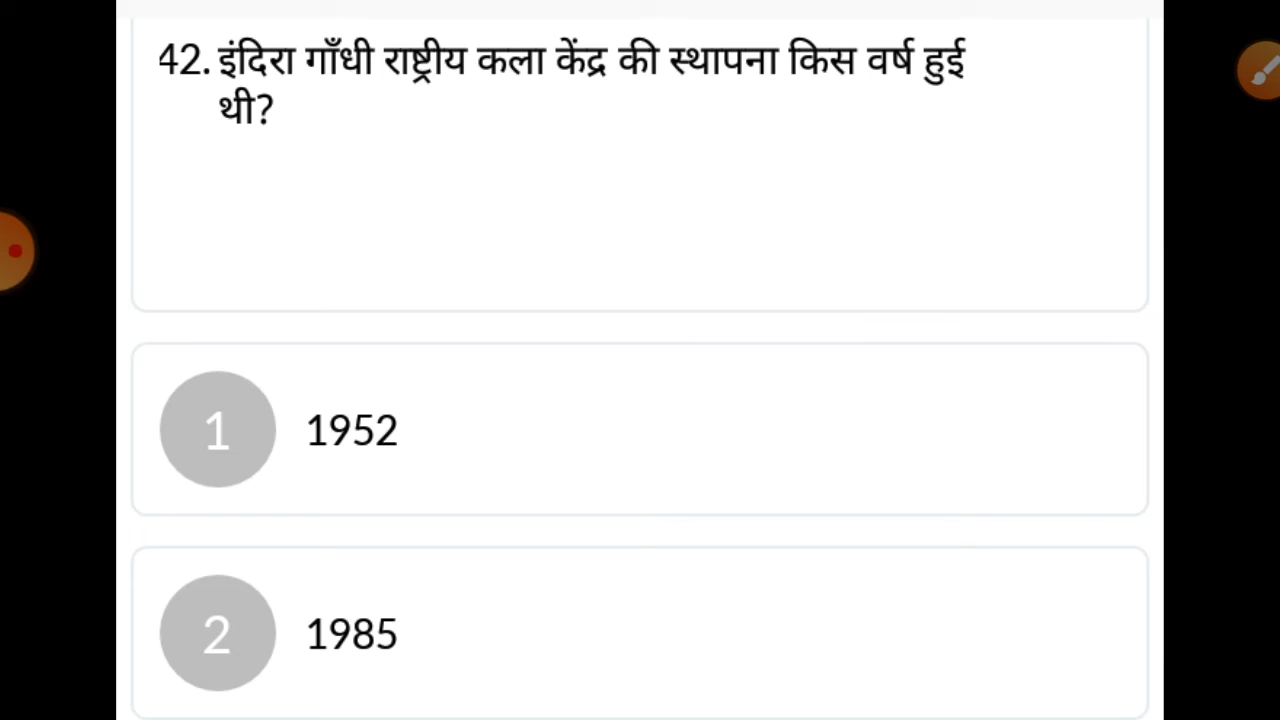 42. इंदिरा गाँधी राष्ट्रीय कला केंद्र की स्थापना किस वर्ष हुई
थी?
1 1952
2 1985